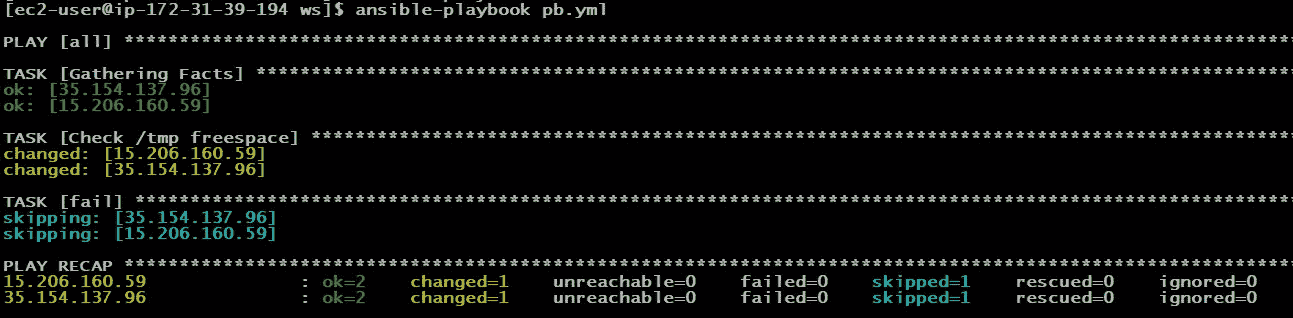 [ec2-user@ip-172-31-39-194 ws]$ ansible-playbook pb.yml
PLAY [all] ***********************************************************************************************************
TASK [Gathering Facts] ***********************************************************************************************
ok: [35.154.137.96]
ok: [15.206.160.59]
TASK [Check /tmp freespace] ******************************************************************************************
changed: [15.206.160.59]
changed: [35.154.137.96]
TASK [fail] **********************************************************************************************************
skipping: [35.154.137.96]
skipping: [15.206.160.59]
PLAY RECAP ***********************************************************************************************************
15.206.160.59 : ok=2 changed=1 unreachable=0 failed=0 skipped=1 rescued=0 ignored=0
35.154.137.96 : ok=2 changed=1 unreachable=0 failed=0 skipped=1 rescued=0 ignored=0